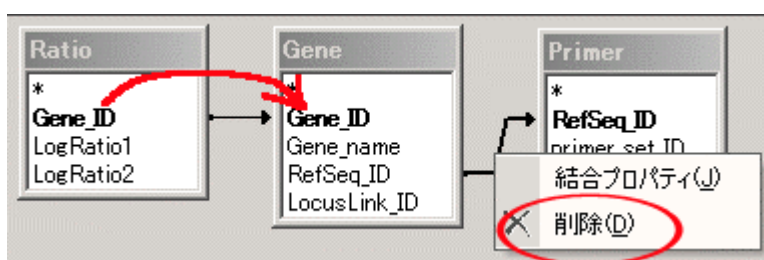 Ratio
*
Gene_ID
LogRatio1
LogRatio2
Gene
*
Gene_ID
Gene_name
RefSeq_ID
LocusLink_ID
Primer
*
RefSeq_ID
primer_set_ID
結合プロパティ(J)
削除(D)